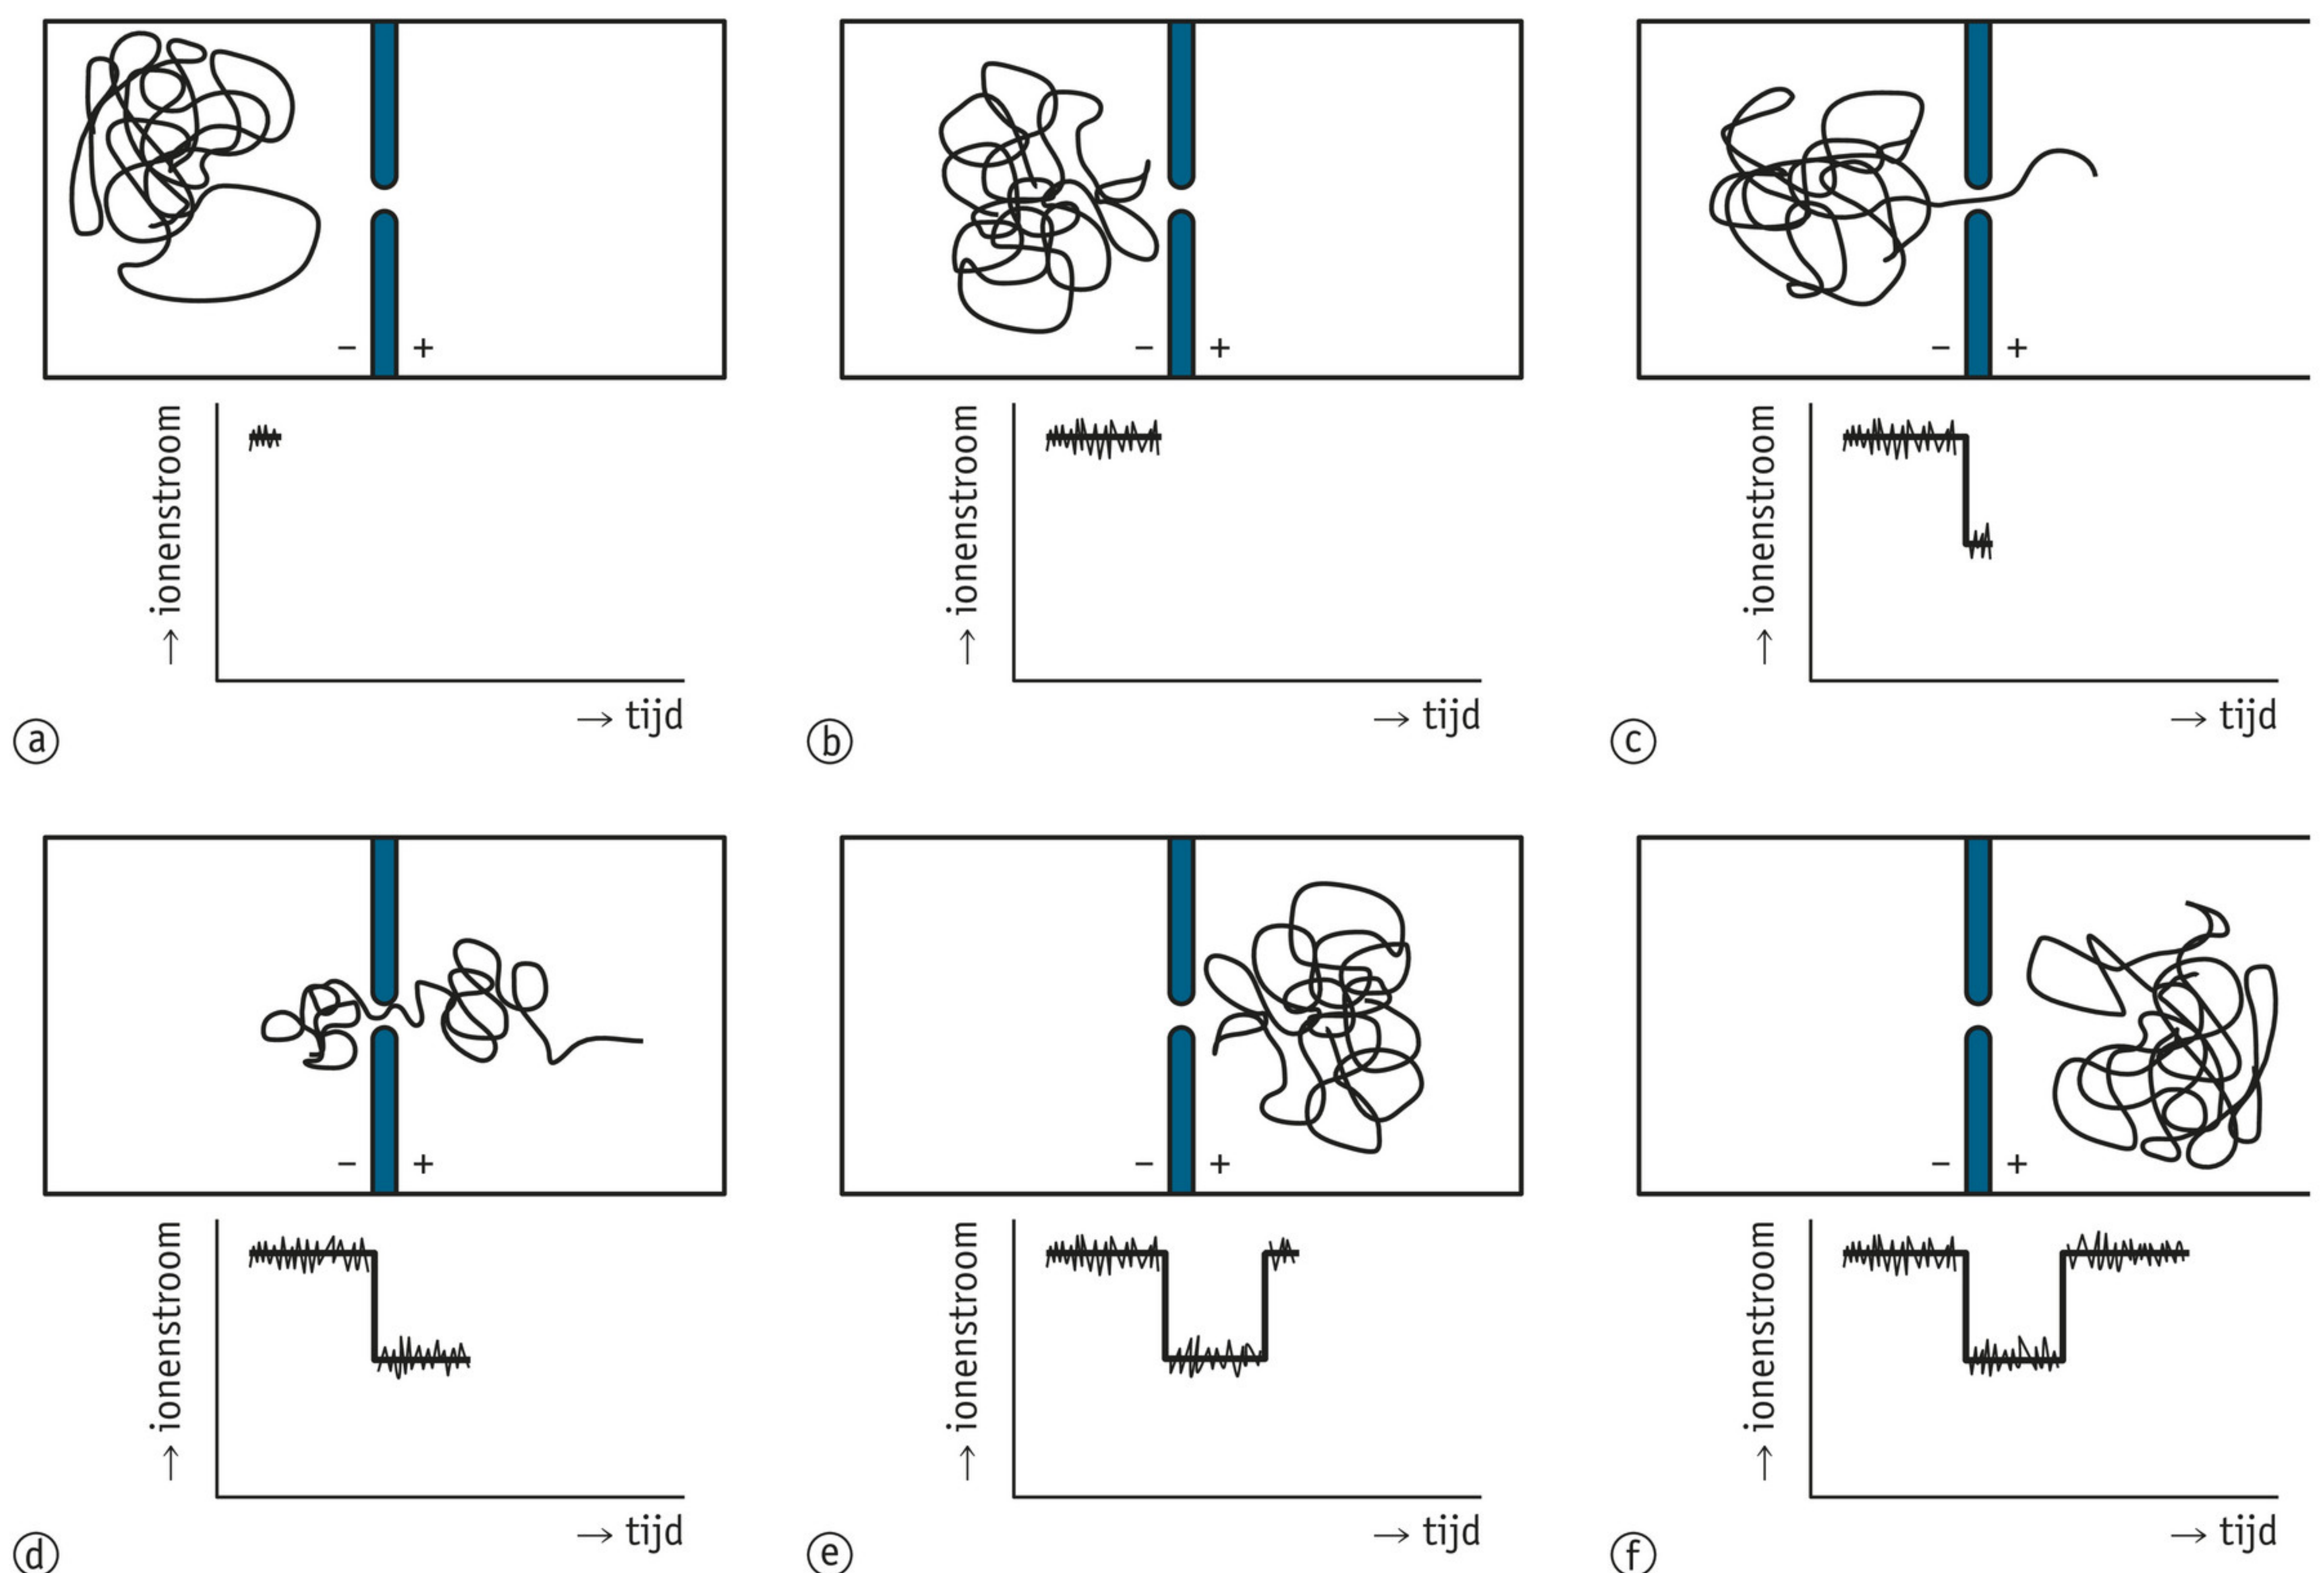 − +
→ ionenstroom
→ tijd
a
− +
→ ionenstroom
→ tijd
b
− +
→ ionenstroom
→ tijd
c
− +
→ ionenstroom
→ tijd
d
− +
→ ionenstroom
→ tijd
e
− +
→ ionenstroom
→ tijd
f